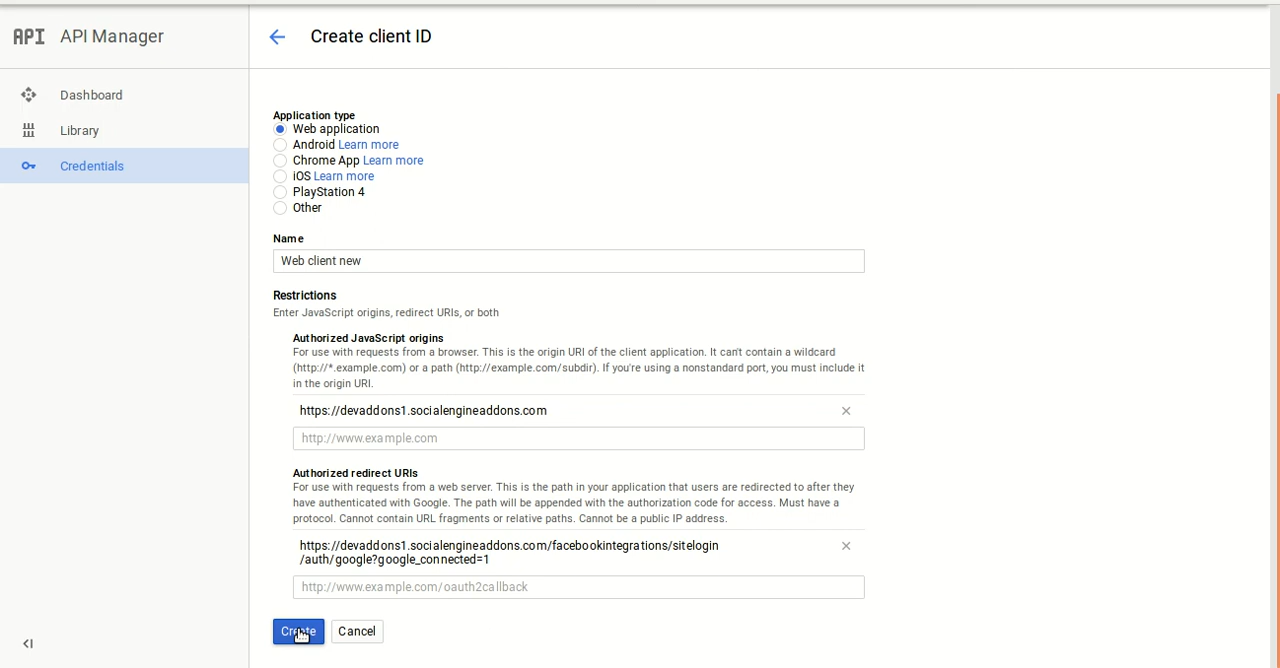 API API Manager
Create client ID
Dashboard
Library
Credentials
Application type
Web application
Android Learn more
Chrome App Learn more
iOS Learn more
PlayStation 4
Other
Name
Web client new
Restrictions
Enter JavaScript origins, redirect URIs, or both
Authorized JavaScript origins
For use with requests from a browser. This is the origin URI of the client application. It can't contain a wildcard
(http://*.example.com) or a path (http://example.com/subdir). If you're using a nonstandard port, you must include it
in the origin URI.
https://devaddons1.socialengineaddons.com
http://www.example.com
Authorized redirect URIs
For use with requests from a web server. This is the path in your application that users are redirected to after they
have authenticated with Google. The path will be appended with the authorization code for access. Must have a
protocol. Cannot contain URL fragments or relative paths. Cannot be a public IP address.
https://devaddons1.socialengineaddons.com/facebookintegrations/sitelogin
/auth/google?google_connected=1
http://www.example.com/oauth2callback
Create Cancel